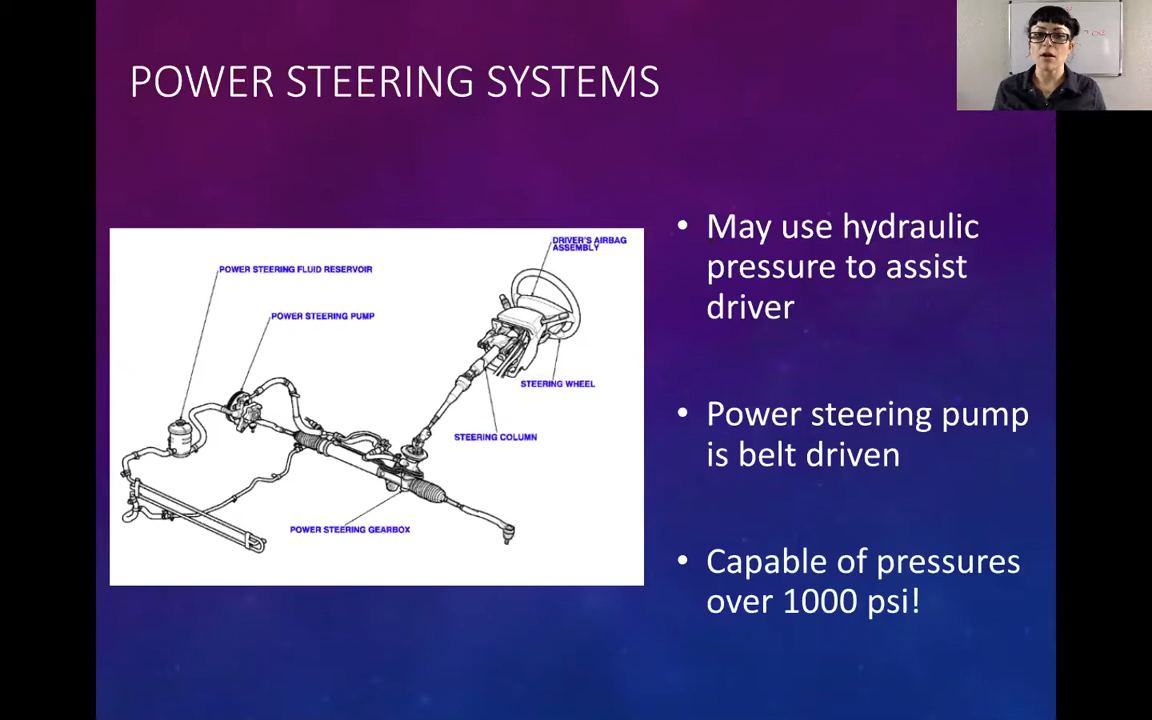 POWER STEERING SYSTEMS
DRIVER'S AIRBAG
ASSEMBLY
POWER STEERING FLUID RESERVOIR
POWER STEERING PUMP
STEERING WHEEL
STEERING COLUMN
POWER STEERING GEARBOX
• May use hydraulic
pressure to assist
driver
• Power steering pump
is belt driven
• Capable of pressures
over 1000 psi!